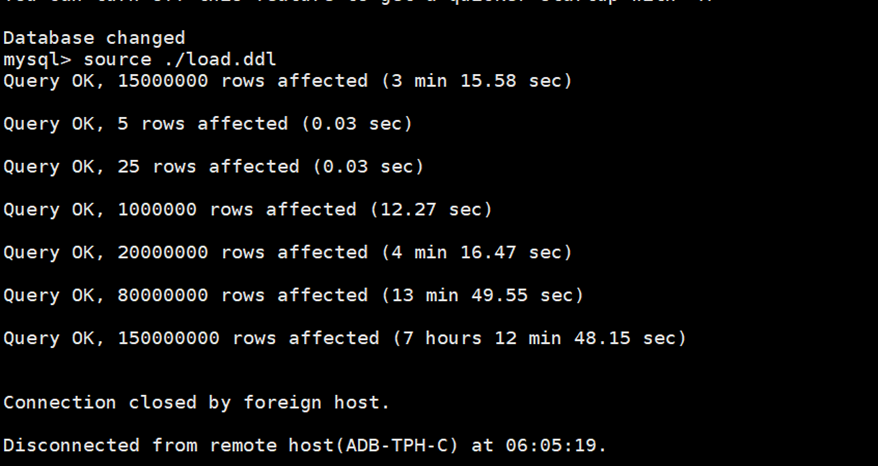 Database changed
mysql> source ./load.ddl
Query OK, 15000000 rows affected (3 min 15.58 sec)
Query OK, 5 rows affected (0.03 sec)
Query OK, 25 rows affected (0.03 sec)
Query OK, 1000000 rows affected (12.27 sec)
Query OK, 20000000 rows affected (4 min 16.47 sec)
Query OK, 80000000 rows affected (13 min 49.55 sec)
Query OK, 150000000 rows affected (7 hours 12 min 48.15 sec)
Connection closed by foreign host.
Disconnected from remote host(ADB-TPH-C) at 06:05:19.